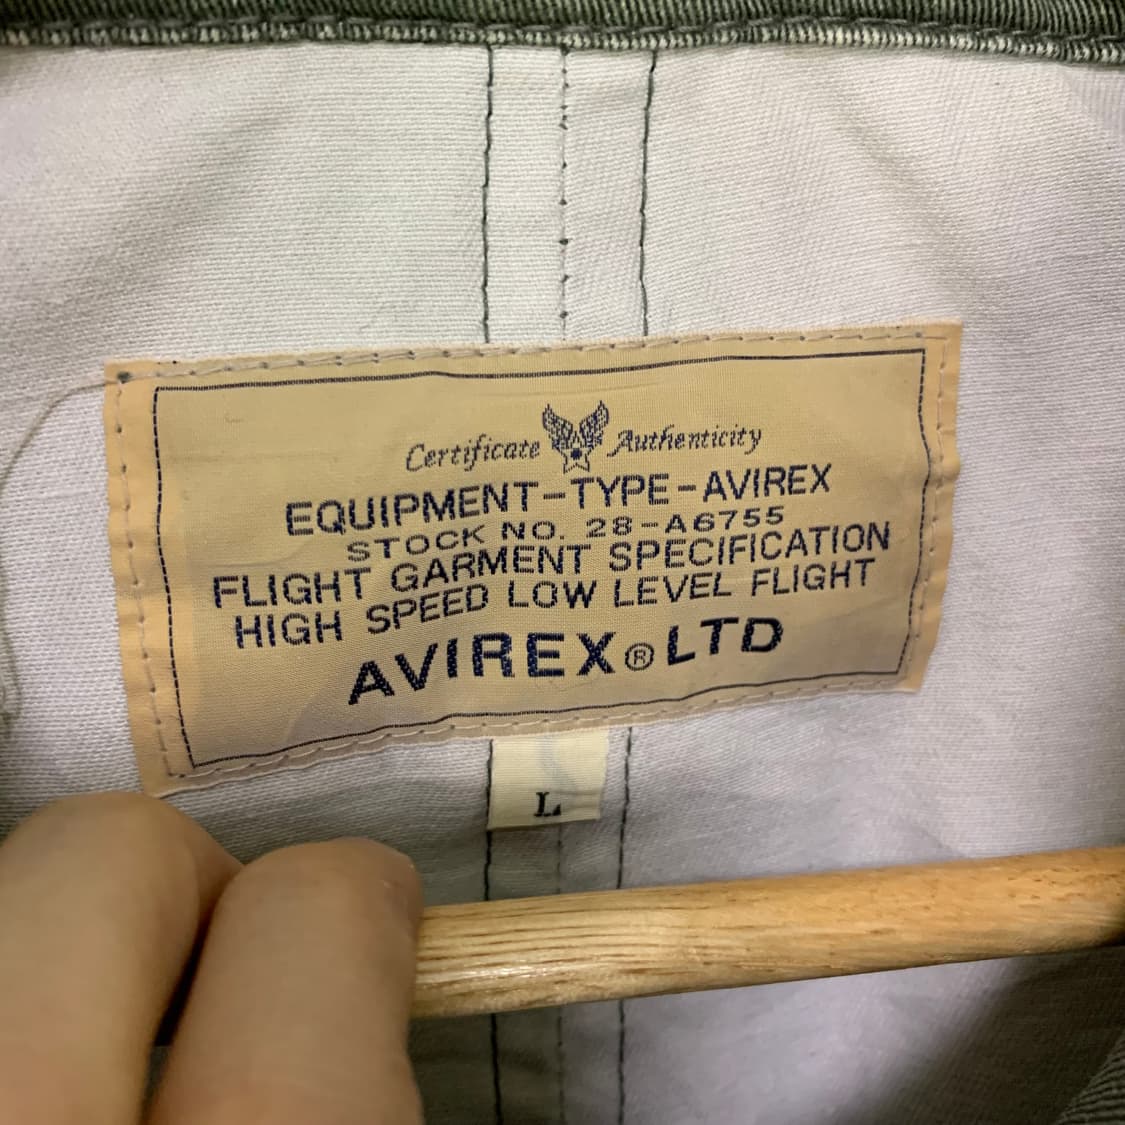 Certificate Authenticity
EQUIPMENT-TYPE-AVIREX
STOCK NO. 28-A6755
FLIGHT GARMENT SPECIFICATION
HIGH SPEED LOW LEVEL FLIGHT
AVIREX®LTD
L